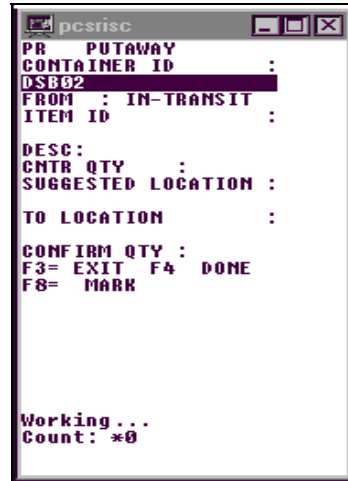 pcsrisc
PR PUTAWAY
CONTAINER ID :
DSB02
FROM : IN-TRANSIT
ITEM ID :
DESC:
CNTR QTY :
SUGGESTED LOCATION :
TO LOCATION :
CONFIRM QTY :
F3= EXIT F4 DONE
F8= MARK
Working...
Count: *0